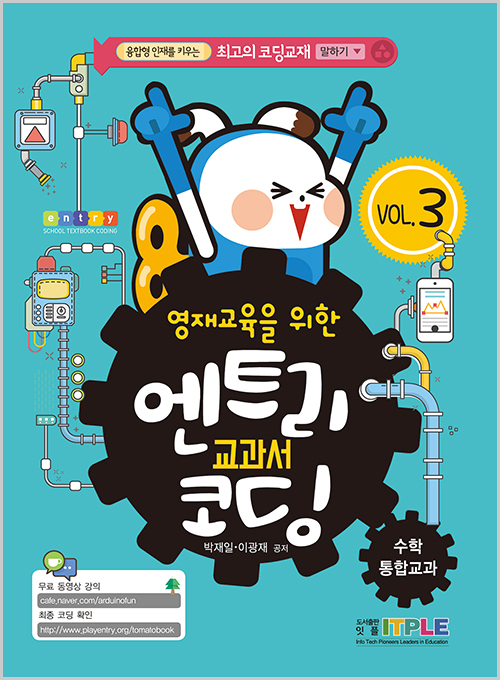 융합형 인재를 키우는 최고의 코딩교재 말하기
entry
SCHOOL TEXTBOOK CODING
VOL.3
영재교육을 위한
엔트리
교과서
코딩
박재일·이광재 공저
수학
통합교과
무료 동영상 강의
cafe.naver.com/arduinofun
최종 코딩 확인
http://www.playentry.org/tomatobook
도서출판
잇플 ITPLE
Info Tech Pioneers Leaders in Education